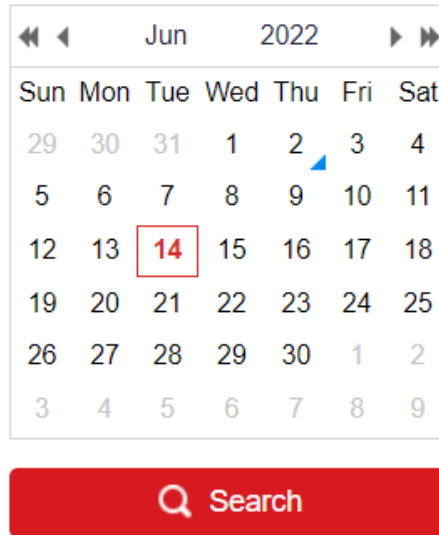 Jun 2022
Sun Mon Tue Wed Thu Fri Sat
29 30 31 1 2 3 4
5 6 7 8 9 10 11
12 13 14 15 16 17 18
19 20 21 22 23 24 25
26 27 28 29 30 1 2
3 4 5 6 7 8 9
Search